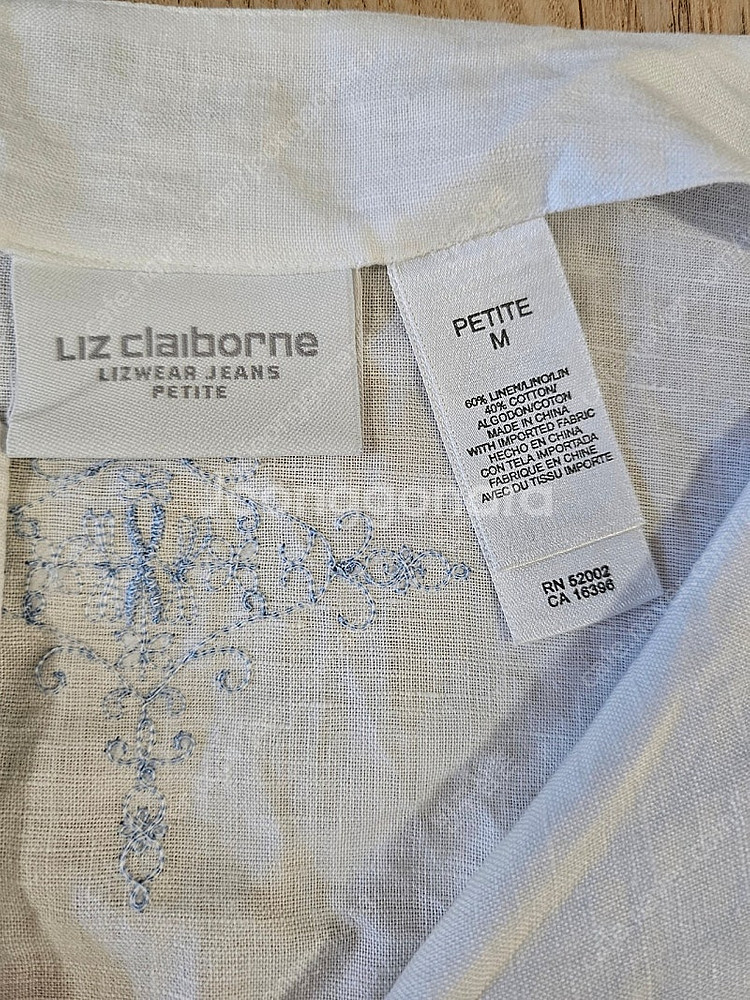 Liz claiborne
LIZWEAR JEANS
PETITE
PETITE
M
60% LINEN/LINO/LIN
40% COTTON/
ALGODON/COTON
MADE IN CHINA
WITH IMPORTED FABRIC
HECHO EN CHINA
CON TELA IMPORTADA
FABRIQUE EN CHINE
AVEC DU TISSU IMPORTE
RN 52002
CA 16396